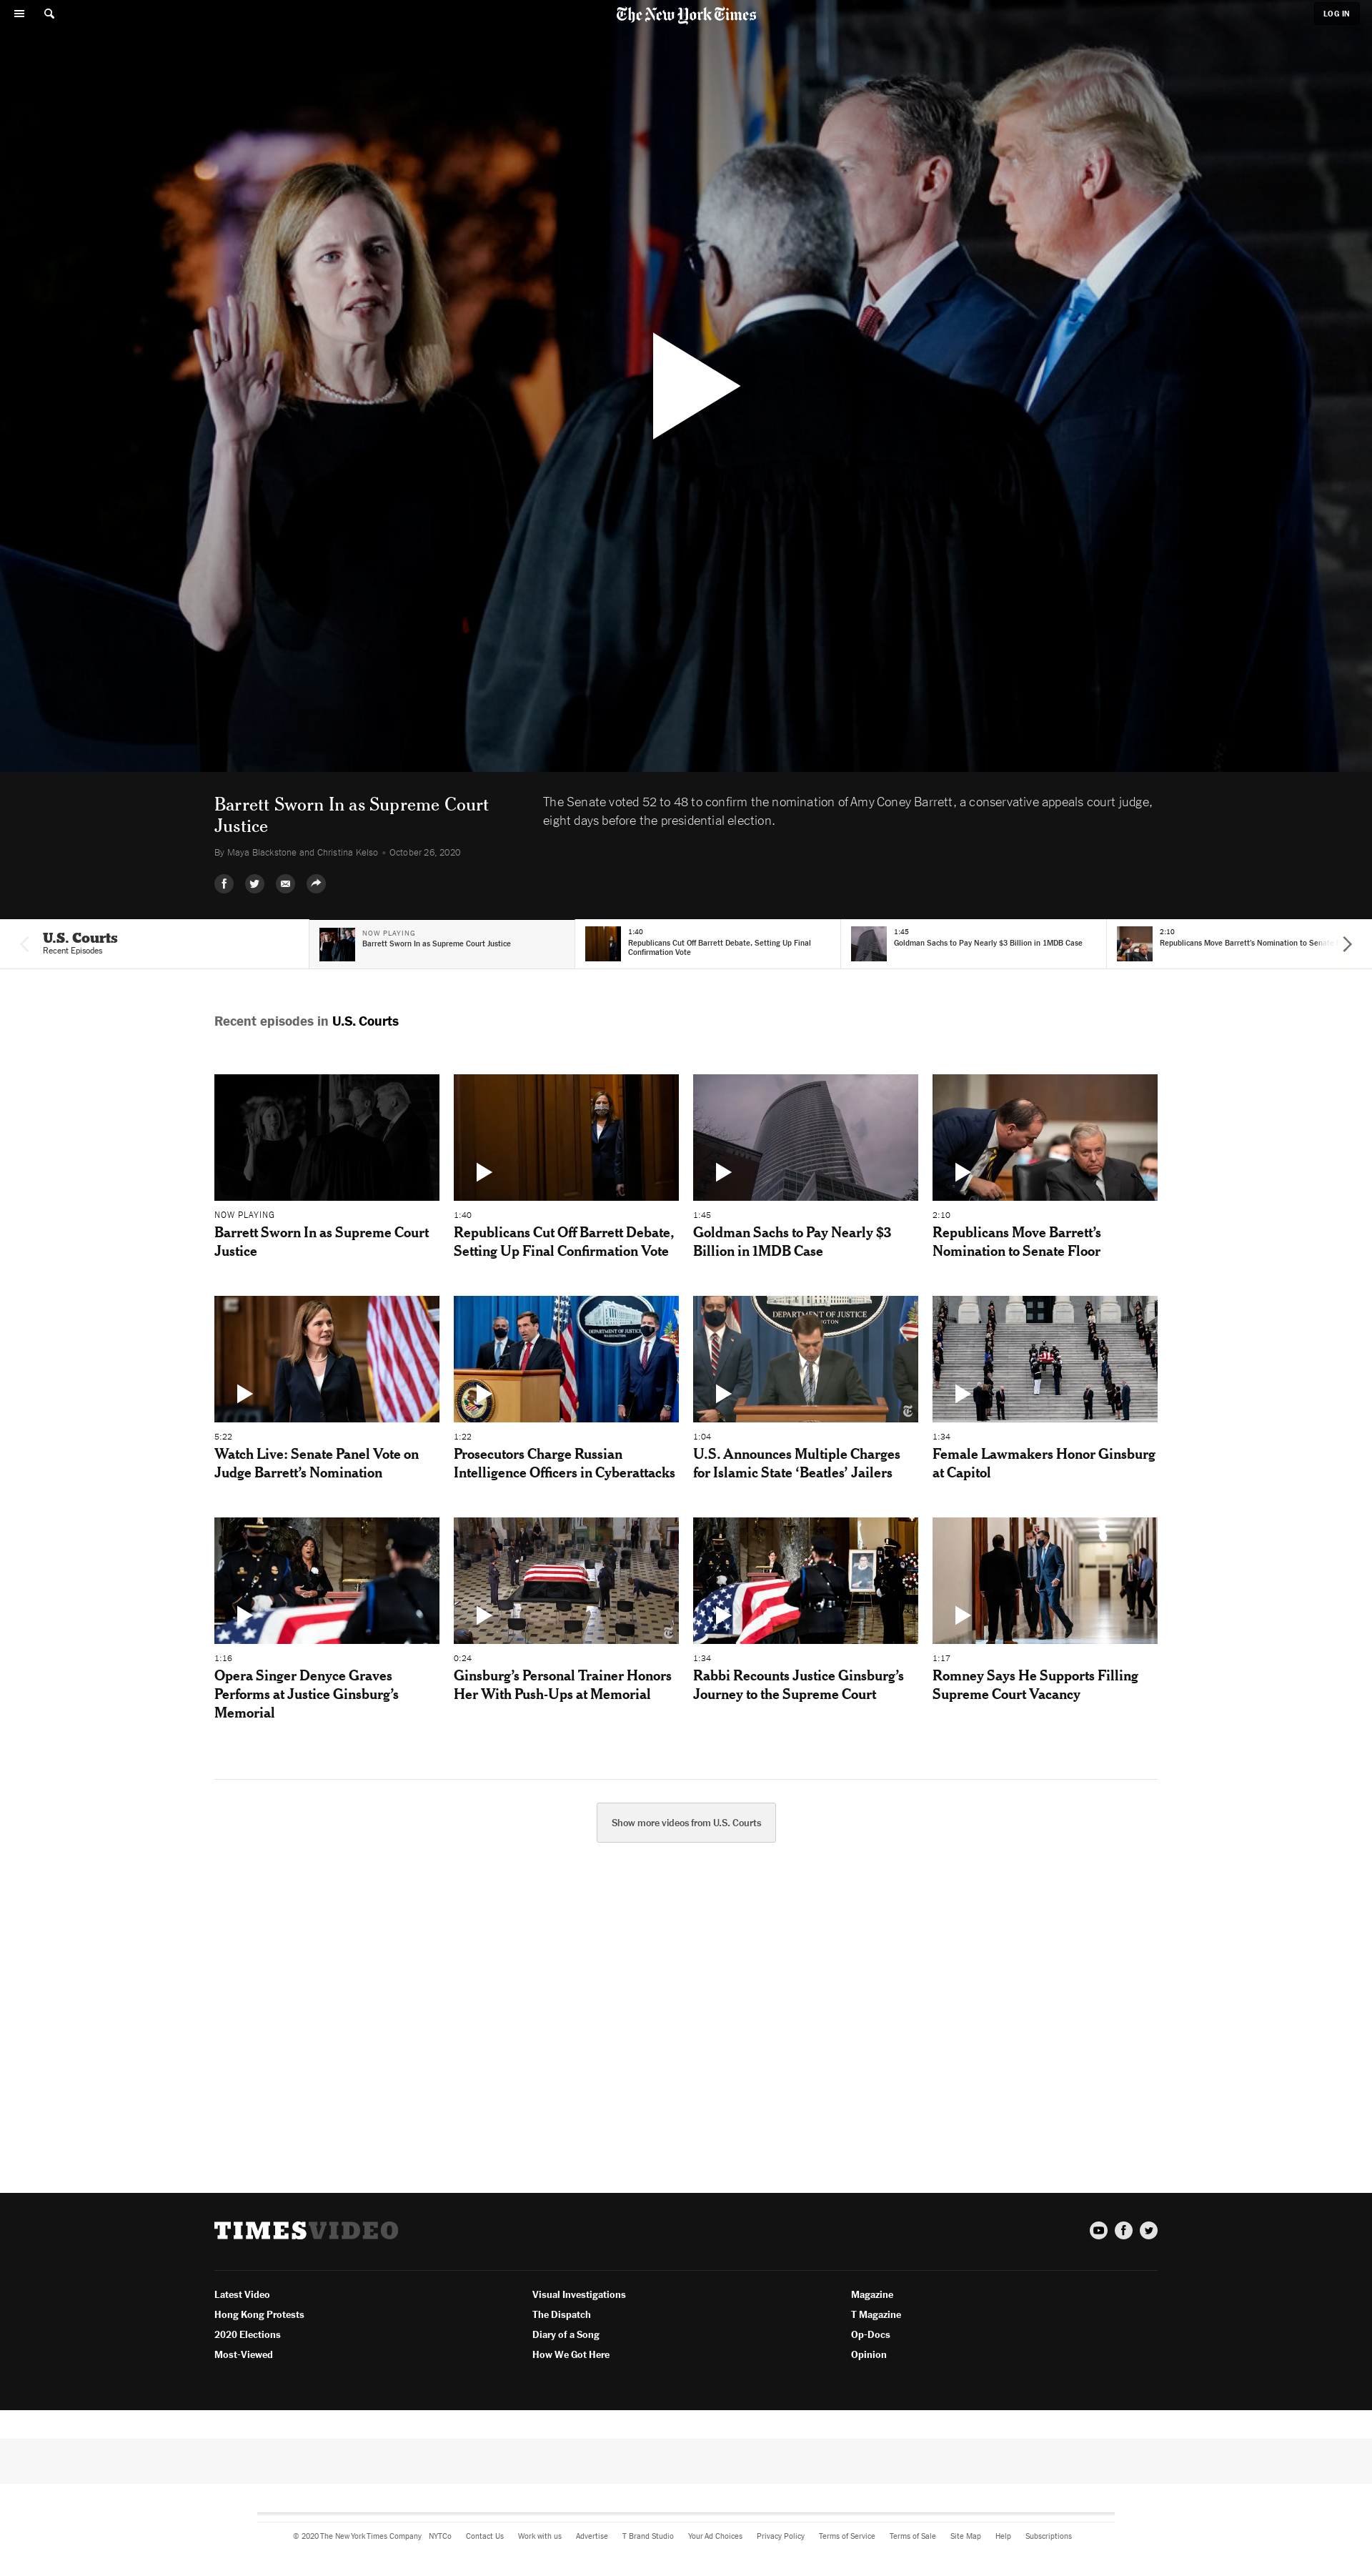 The New York Times
LOG IN
Barrett Sworn In as Supreme Court
Justice
By Maya Blackstone and Christina Kelso • October 26, 2020
The Senate voted 52 to 48 to confirm the nomination of Amy Coney Barrett, a conservative appeals court judge,
eight days before the presidential election.
U.S. Courts
Recent Episodes
NOW PLAYING
Barrett Sworn In as Supreme Court Justice
1:40
Republicans Cut Off Barrett Debate, Setting Up Final
Confirmation Vote
1:45
Goldman Sachs to Pay Nearly $3 Billion in 1MDB Case
2:10
Republicans Move Barrett's Nomination to Senate
Recent episodes in U.S. Courts
NOW PLAYING
Barrett Sworn In as Supreme Court
Justice
1:40
Republicans Cut Off Barrett Debate,
Setting Up Final Confirmation Vote
1:45
Goldman Sachs to Pay Nearly $3
Billion in 1MDB Case
2:10
Republicans Move Barrett’s
Nomination to Senate Floor
DEPARTMENT OF JUSTICE
WASHINGTON
DEPARTMENT OF JUSTICE
5:22
Watch Live: Senate Panel Vote on
Judge Barrett’s Nomination
1:22
Prosecutors Charge Russian
Intelligence Officers in Cyberattacks
1:04
U.S. Announces Multiple Charges
for Islamic State ‘Beatles’ Jailers
1:34
Female Lawmakers Honor Ginsburg
at Capitol
1:16
Opera Singer Denyce Graves
Performs at Justice Ginsburg’s
Memorial
0:24
Ginsburg’s Personal Trainer Honors
Her With Push-Ups at Memorial
1:34
Rabbi Recounts Justice Ginsburg’s
Journey to the Supreme Court
1:17
Romney Says He Supports Filling
Supreme Court Vacancy
Show more videos from U.S. Courts
TIMESVIDEO
Latest Video
Hong Kong Protests
2020 Elections
Most-Viewed
Visual Investigations
The Dispatch
Diary of a Song
How We Got Here
Magazine
T Magazine
Op-Docs
Opinion
© 2020 The New York Times Company NYTCo Contact Us Work with us Advertise T Brand Studio Your Ad Choices Privacy Policy Terms of Service Terms of Sale Site Map Help Subscriptions